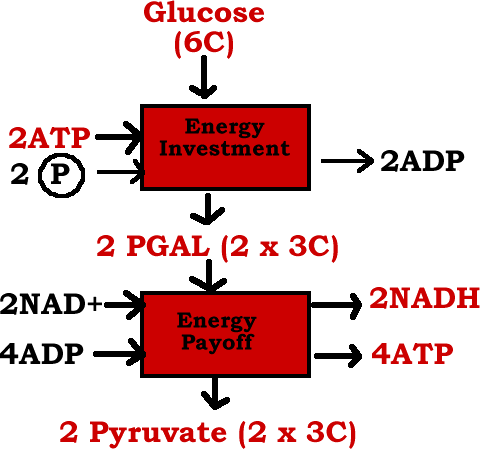 Glucose
(6C)
2ATP
2 P
Energy
Investment
2ADP
2 PGAL (2 x 3C)
2NAD+
4ADP
Energy
Payoff
2NADH
4ATP
2 Pyruvate (2 x 3C)